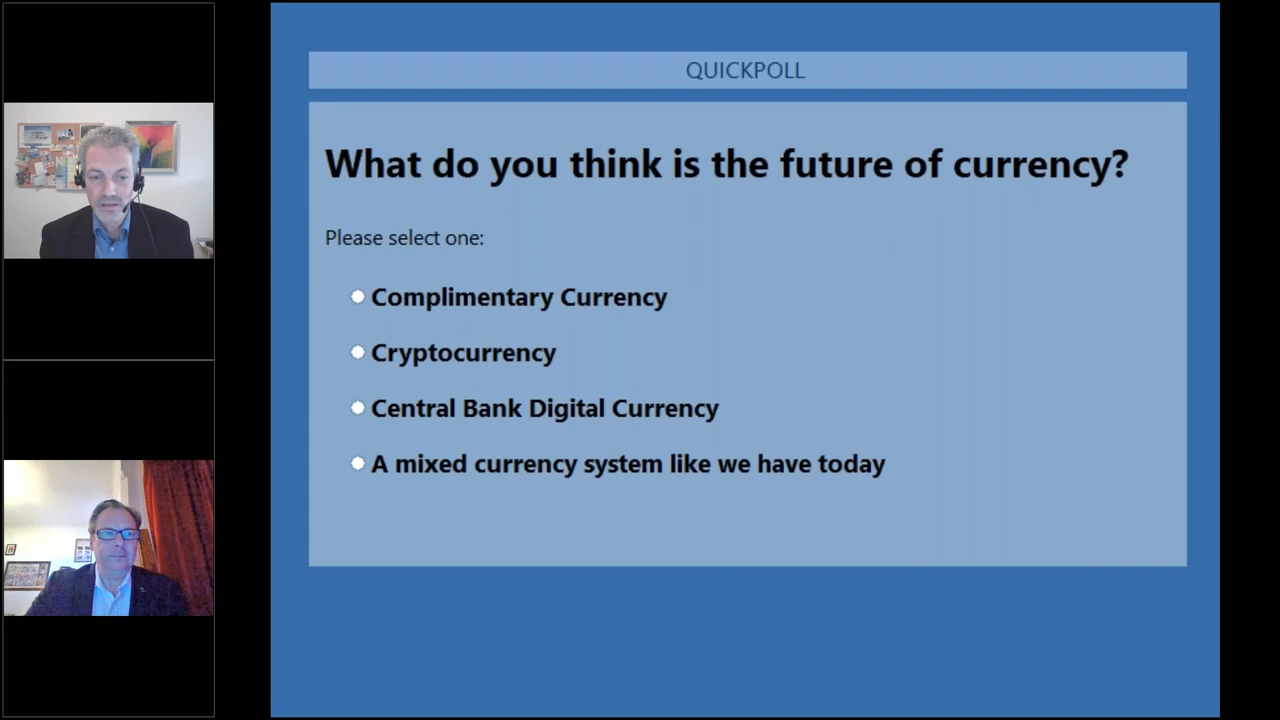 QUICKPOLL
What do you think is the future of currency?
Please select one:
Complimentary Currency
Cryptocurrency
Central Bank Digital Currency
A mixed currency system like we have today